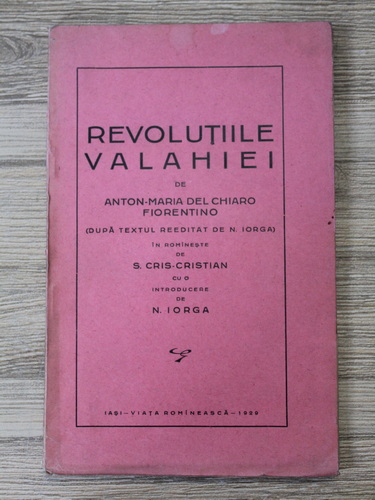 REVOLUȚIILE
VALAHIEI
DE
ANTON-MARIA DEL CHIARO
FIORENTINO
(DUPĂ TEXTUL REEDITAT DE N. IORGA)
ÎN ROMÎNEȘTE
DE
S. CRIS-CRISTIAN
CU O
INTRODUCERE
DE
N. IORGA
IAȘI—VIAȚA ROMÎNEASCĂ—1929